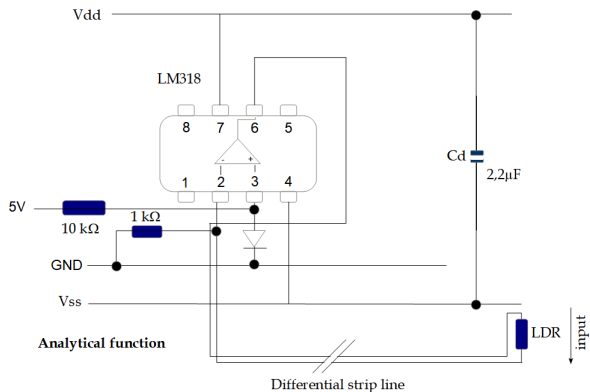 Vdd
LM318
8 7 6 5
- +
1 2 3 4
Cd
2,2µF
5V
10 kΩ
1 kΩ
GND
Vss
LDR
input
Analytical function
Differential strip line